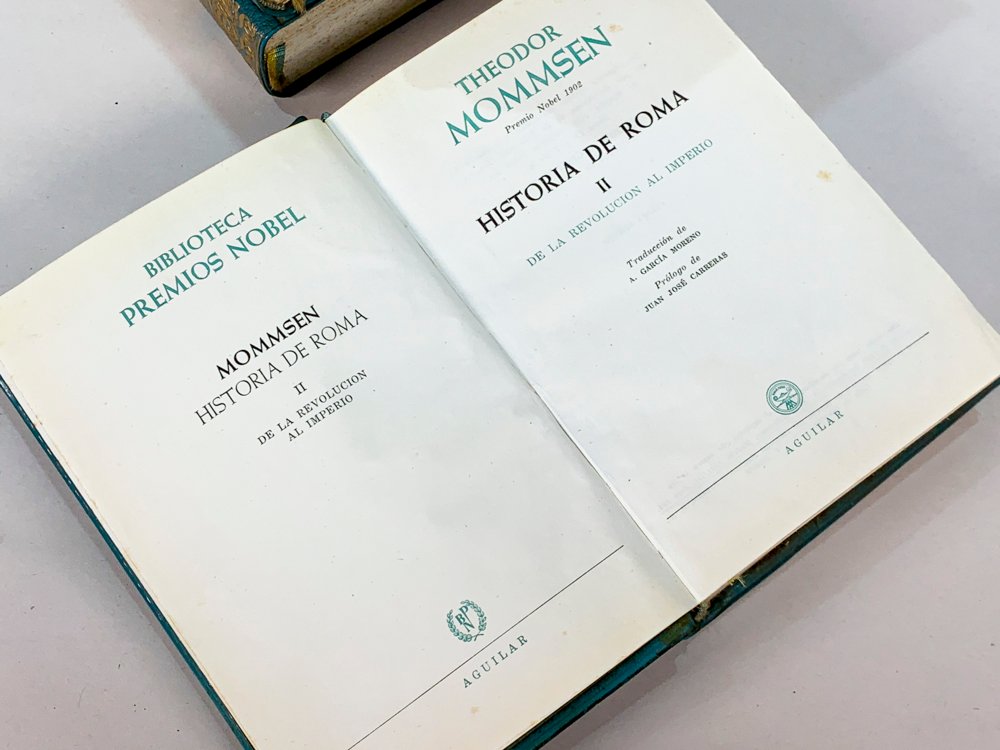 BIBLIOTECA
PREMIOS NOBEL
MOMMSEN
HISTORIA DE ROMA
II
DE LA REVOLUCION
AL IMPERIO
BPN
AGUILAR
THEODOR
MOMMSEN
Premio Nobel 1902
HISTORIA DE ROMA
II
DE LA REVOLUCION AL IMPERIO
Traducción de
A. GARCÍA MORENO
Prólogo de
JUAN JOSÉ CARRERAS
AGUILAR